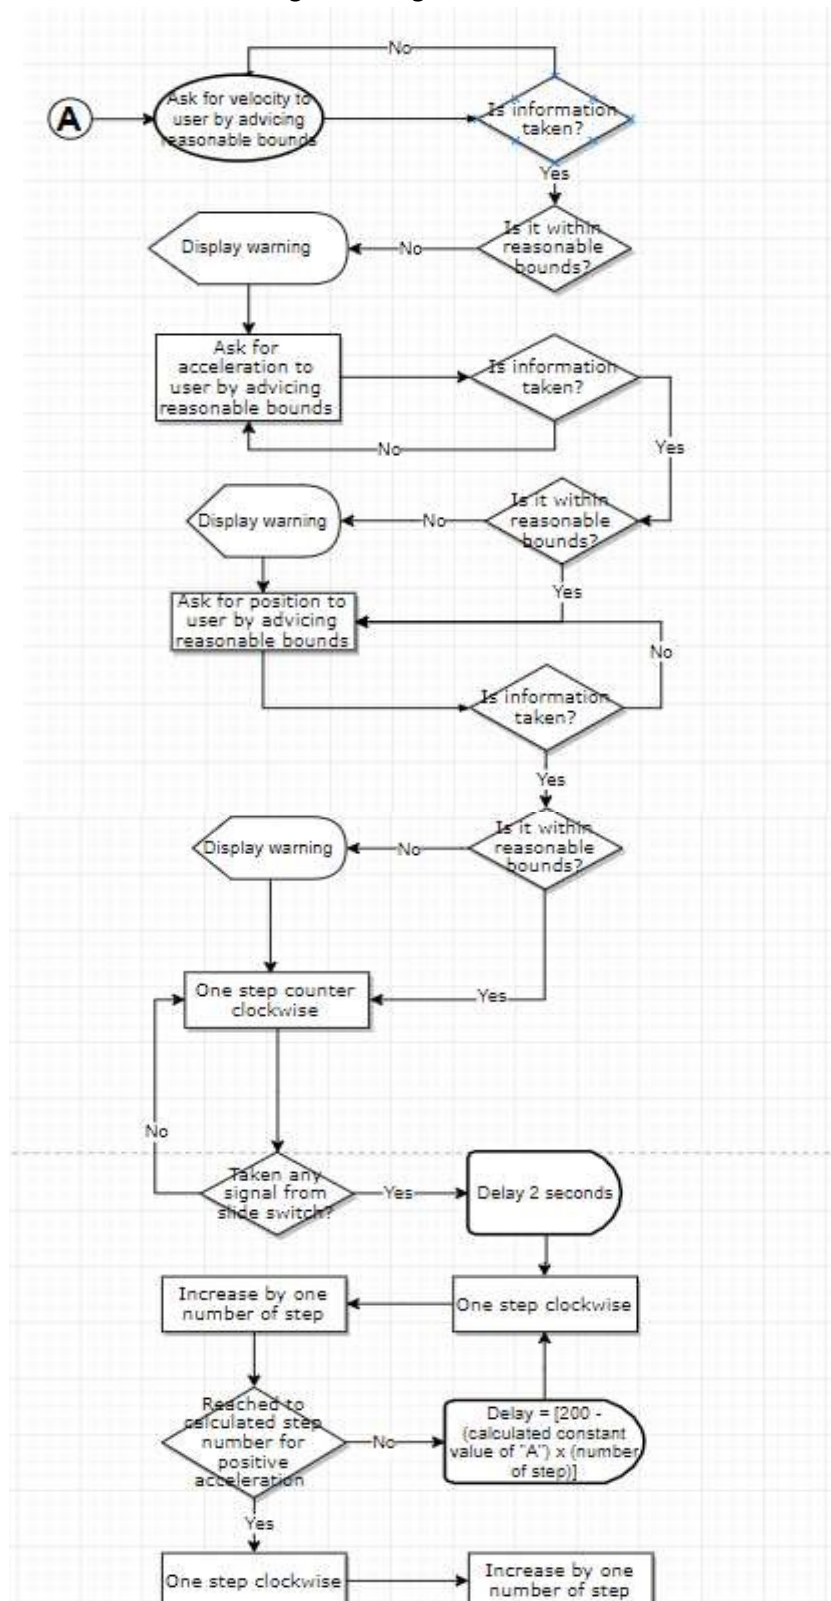 No
A
Ask for velocity to
user by advicing
reasonable bounds
Is information
taken?
Yes
Is it within
reasonable
bounds?
No
Display warning
Ask for
acceleration to
user by advicing
reasonable bounds
Is information
taken?
No
Yes
Is it within
reasonable
bounds?
No
Display warning
Yes
Ask for position to
user by advicing
reasonable bounds
No
Is information
taken?
Yes
Is it within
reasonable
bounds?
No
Display warning
One step counter
clockwise
Yes
No
Taken any
signal from
slide switch?
Yes
Delay 2 seconds
Increase by one
number of step
One step clockwise
Reached to
calculated step
number for
positive
acceleration
No
Delay = [200 -
(calculated constant
value of "A") x (number
of step)]
Yes
One step clockwise
Increase by one
number of step